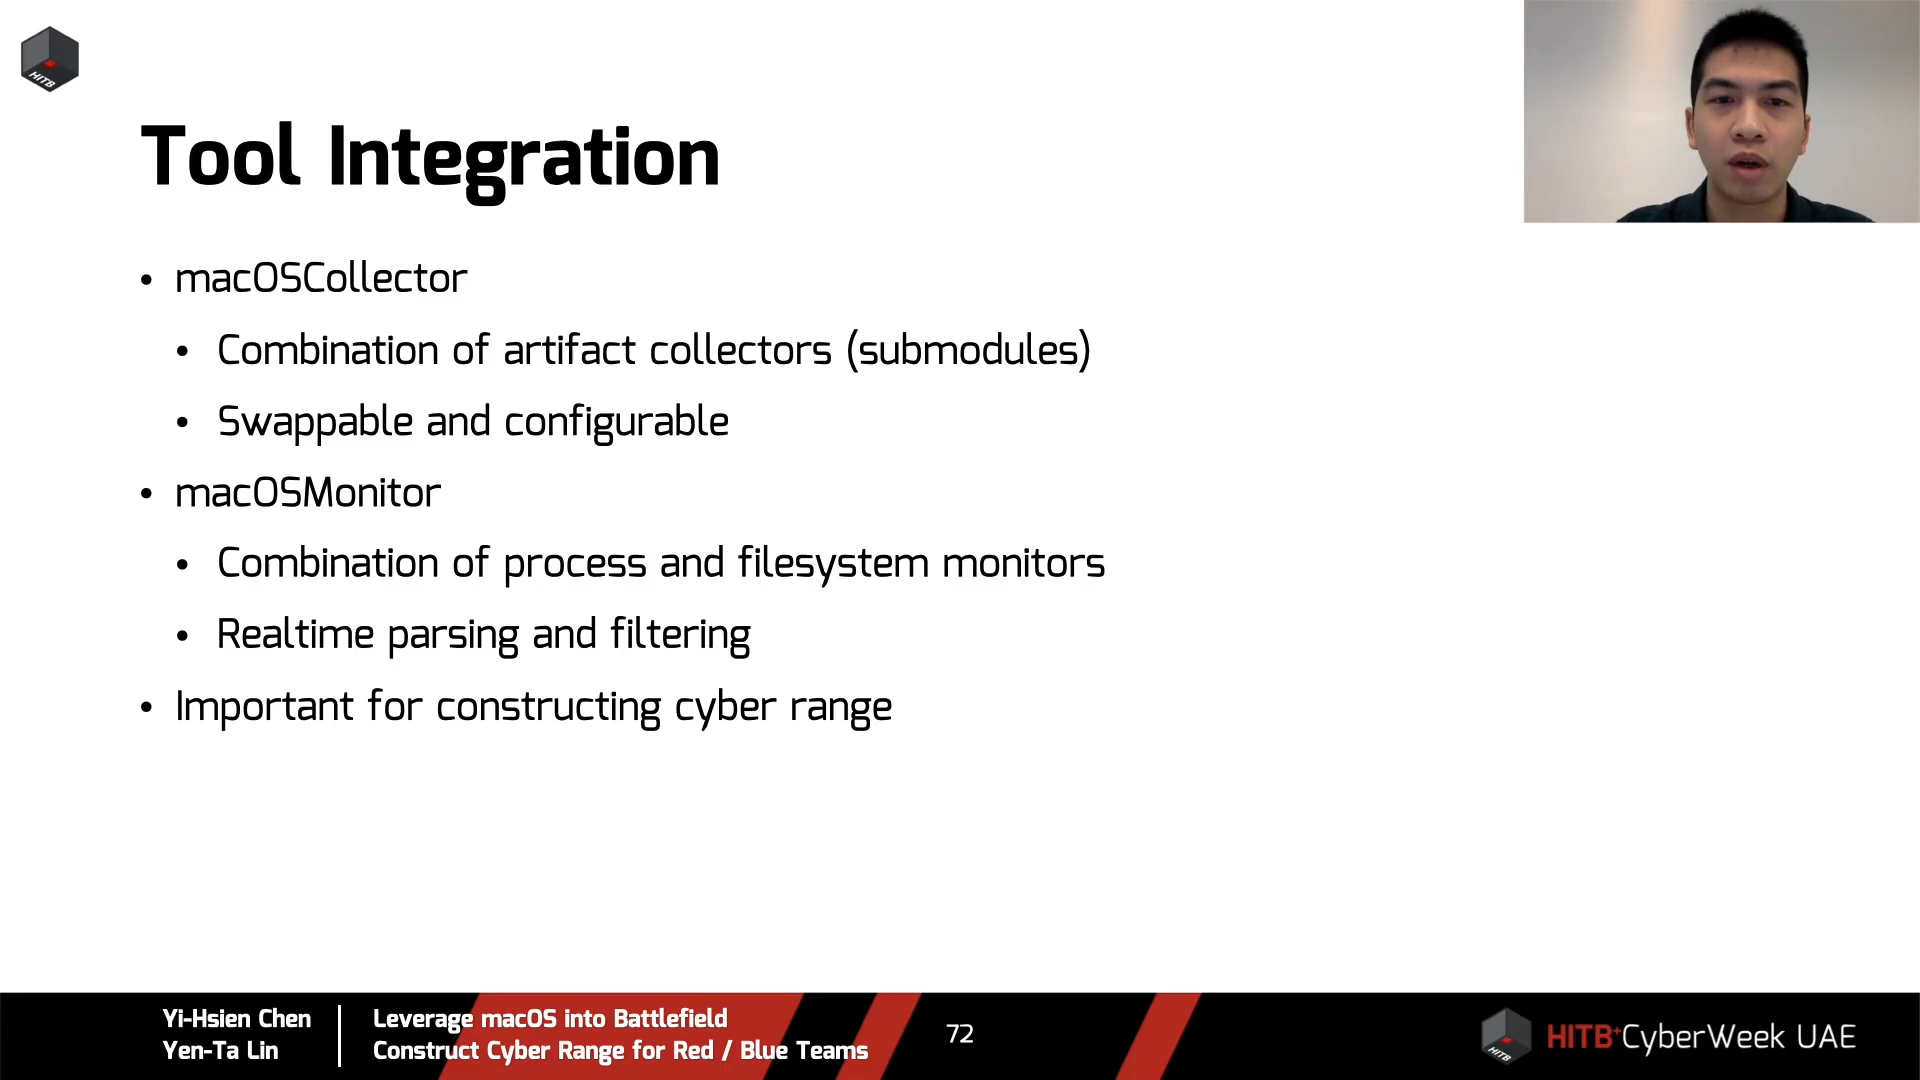 HITB
Tool Integration
• macOSCollector
• Combination of artifact collectors (submodules)
• Swappable and configurable
• macOSMonitor
• Combination of process and filesystem monitors
• Realtime parsing and filtering
• Important for constructing cyber range
Yi-Hsien Chen
Yen-Ta Lin
Leverage macOS into Battlefield
Construct Cyber Range for Red / Blue Teams
72
HITB
HITB+CyberWeek UAE